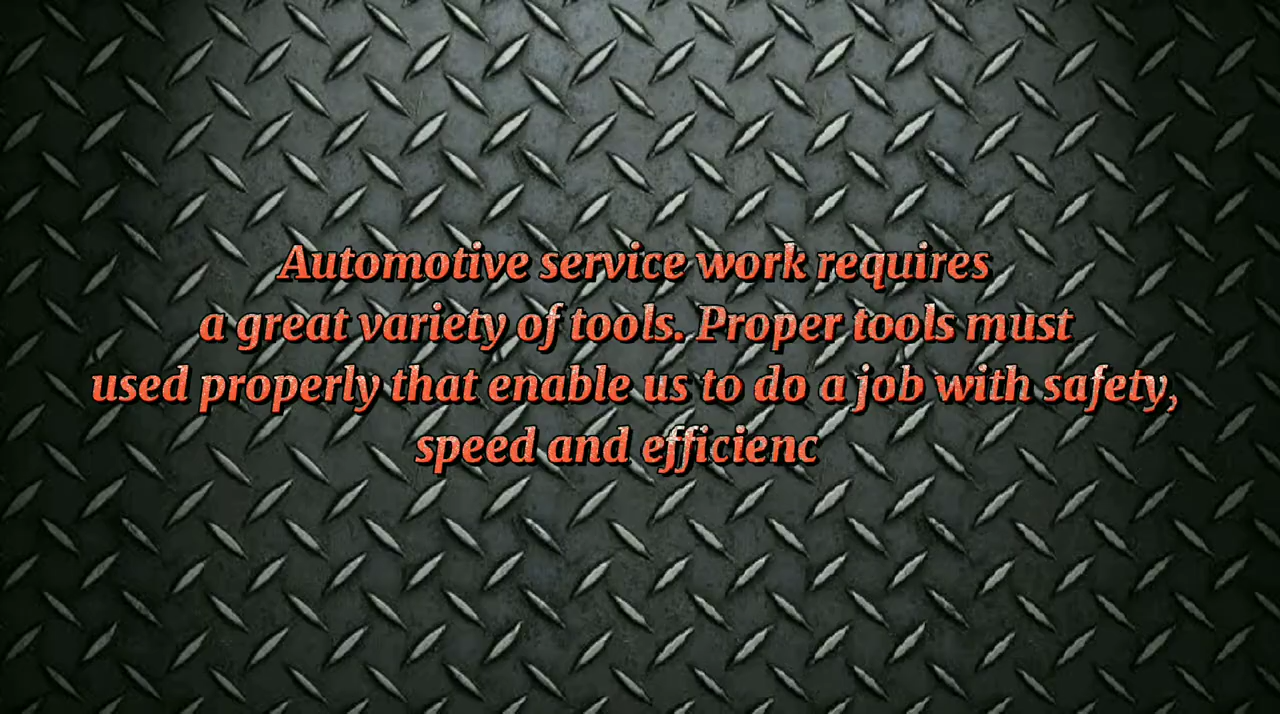 Automotive service work requires
a great variety of tools. Proper tools must
used properly that enable us to do a job with safety,
speed and efficienc